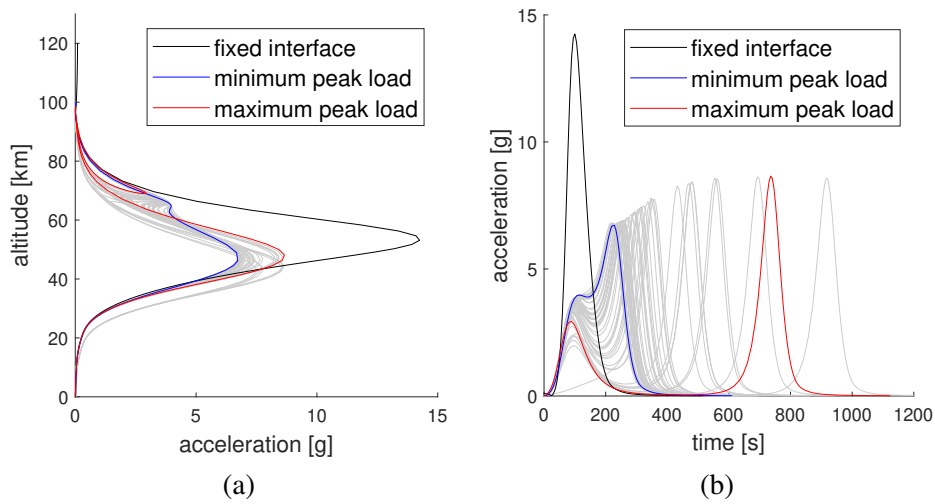 120
100
80
60
40
20
0
altitude [km]
0 5 10 15
acceleration [g]
fixed interface
minimum peak load
maximum peak load
(a)
15
10
5
0
acceleration [g]
0 200 400 600 800 1000 1200
time [s]
fixed interface
minimum peak load
maximum peak load
(b)